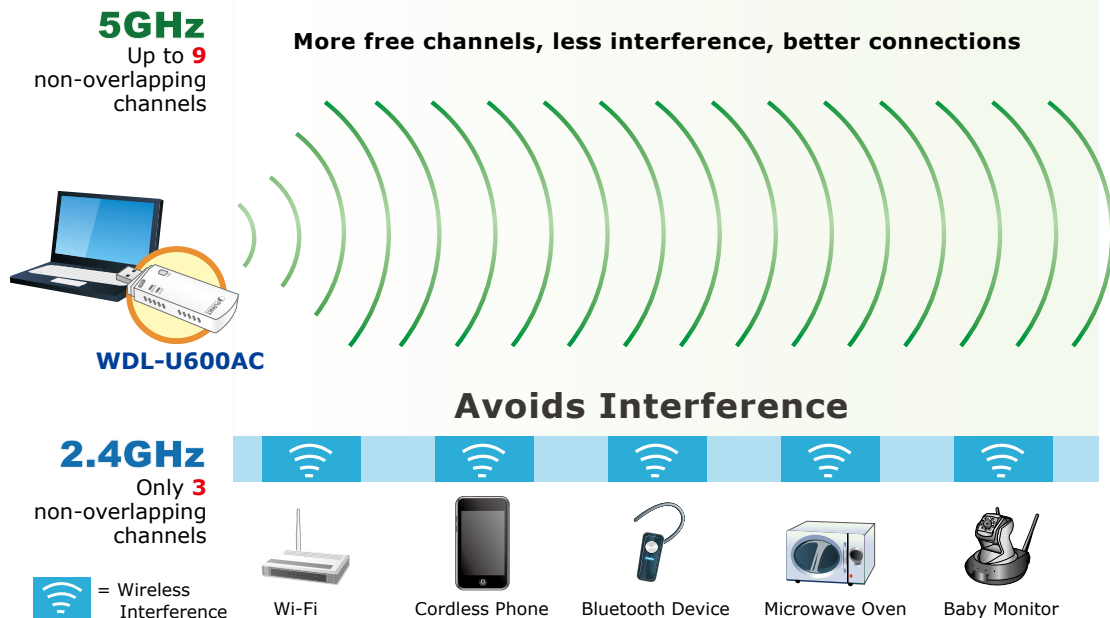 5GHz
Up to 9
non-overlapping
channels
More free channels, less interference, better connections
WDL-U600AC
Avoids Interference
2.4GHz
Only 3
non-overlapping
channels
= Wireless
Interference
Wi-Fi
Cordless Phone
Bluetooth Device
Microwave Oven
Baby Monitor